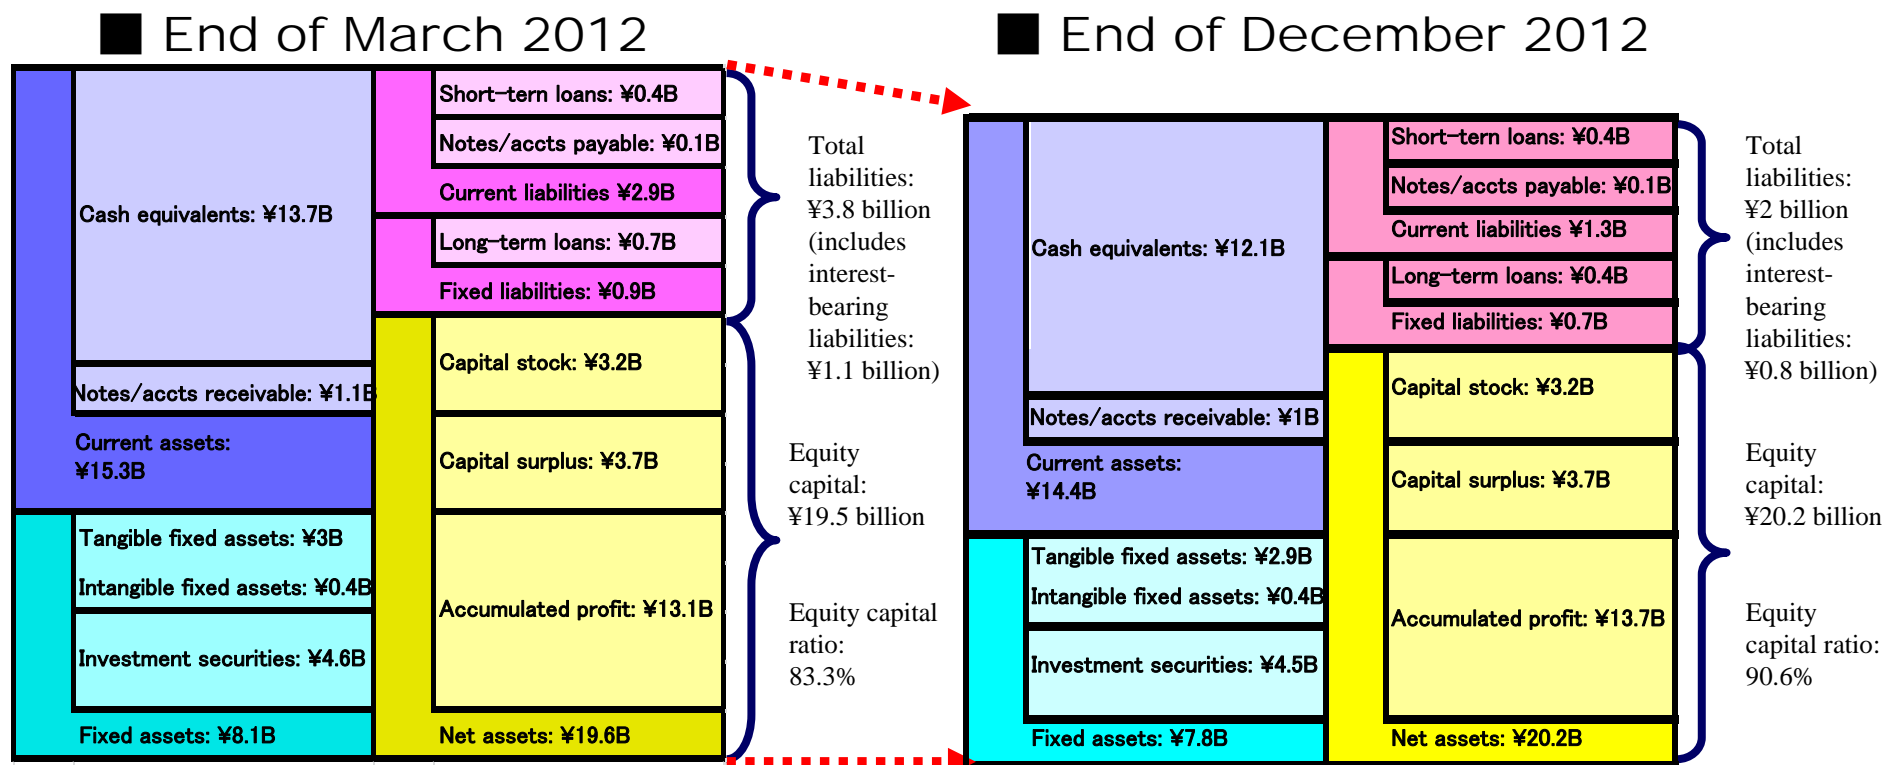 ■ End of March 2012
Cash equivalents: ¥13.7B
Notes/accts receivable: ¥1.1B
Current assets:
¥15.3B
Tangible fixed assets: ¥3B
Intangible fixed assets: ¥0.4B
Investment securities: ¥4.6B
Fixed assets: ¥8.1B
Short-tern loans: ¥0.4B
Notes/accts payable: ¥0.1B
Current liabilities ¥2.9B
Long-term loans: ¥0.7B
Fixed liabilities: ¥0.9B
Capital stock: ¥3.2B
Capital surplus: ¥3.7B
Accumulated profit: ¥13.1B
Net assets: ¥19.6B
Total
liabilities:
¥3.8 billion
(includes
interest-
bearing
liabilities:
¥1.1 billion)
Equity
capital:
¥19.5 billion
Equity capital
ratio:
83.3%
■ End of December 2012
Cash equivalents: ¥12.1B
Notes/accts receivable: ¥1B
Current assets:
¥14.4B
Tangible fixed assets: ¥2.9B
Intangible fixed assets: ¥0.4B
Investment securities: ¥4.5B
Fixed assets: ¥7.8B
Short-tern loans: ¥0.4B
Notes/accts payable: ¥0.1B
Current liabilities ¥1.3B
Long-term loans: ¥0.4B
Fixed liabilities: ¥0.7B
Capital stock: ¥3.2B
Capital surplus: ¥3.7B
Accumulated profit: ¥13.7B
Net assets: ¥20.2B
Total
liabilities:
¥2 billion
(includes
interest-
bearing
liabilities:
¥0.8 billion)
Equity
capital:
¥20.2 billion
Equity
capital ratio:
90.6%